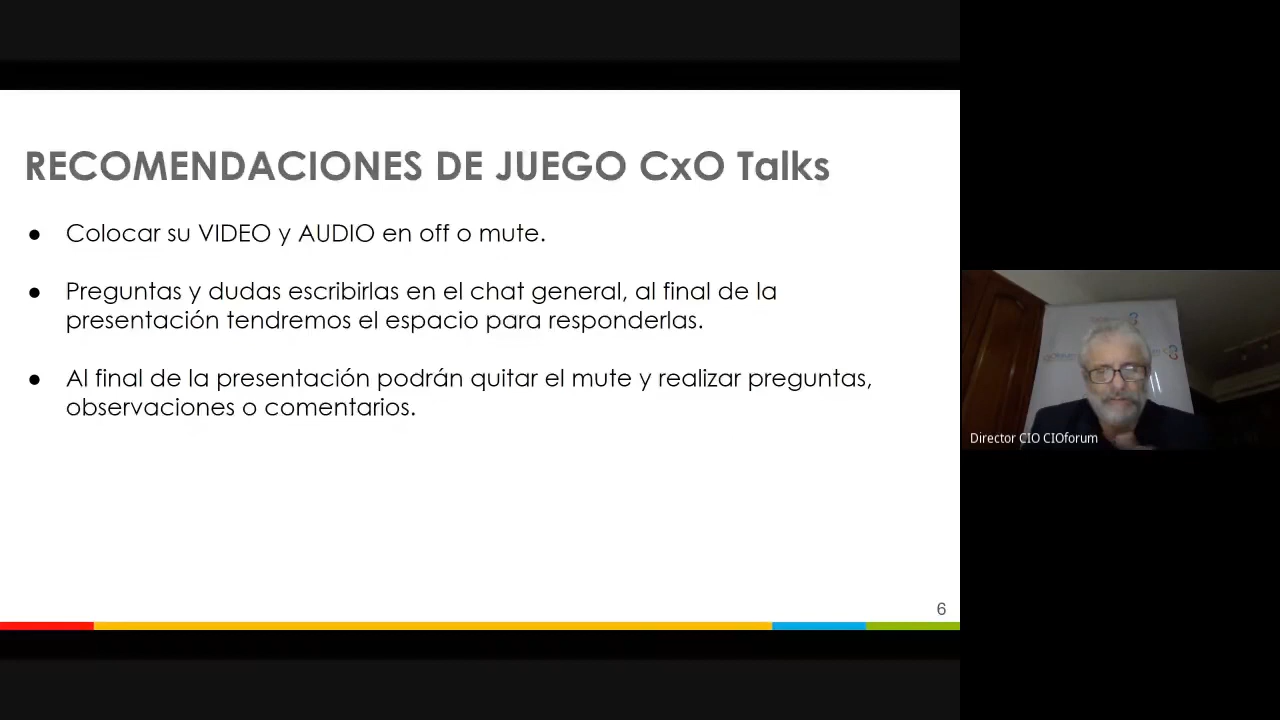 RECOMENDACIONES DE JUEGO CxO Talks
● Colocar su VIDEO y AUDIO en off o mute.
● Preguntas y dudas escribirlas en el chat general, al final de la
presentación tendremos el espacio para responderlas.
● Al final de la presentación podrán quitar el mute y realizar preguntas,
observaciones o comentarios.
6
Director CIO CIOforum